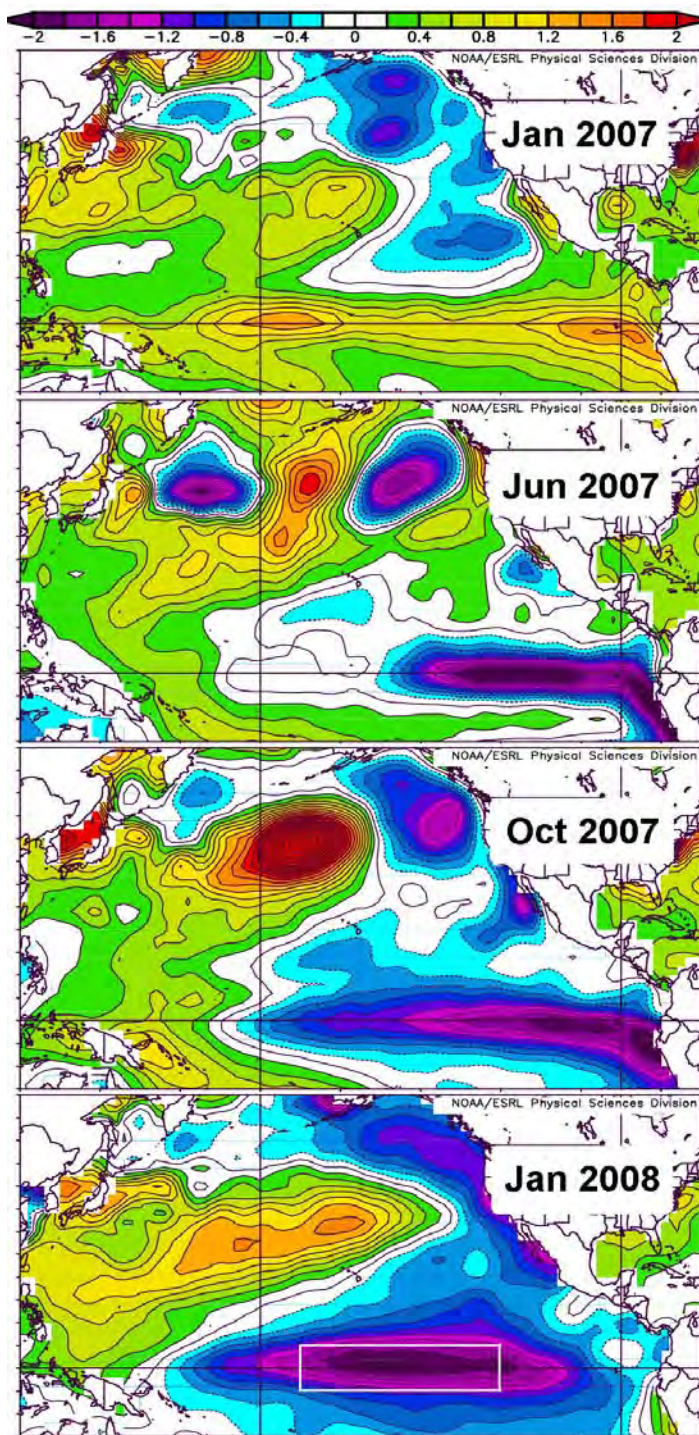 -2 -1.6 -1.2 -0.8 -0.4 0 0.4 0.8 1.2 1.6 2
NOAA/ESRL Physical Sciences Division
Jan 2007
NOAA/ESRL Physical Sciences Division
Jun 2007
NOAA/ESRL Physical Sciences Division
Oct 2007
NOAA/ESRL Physical Sciences Division
Jan 2008